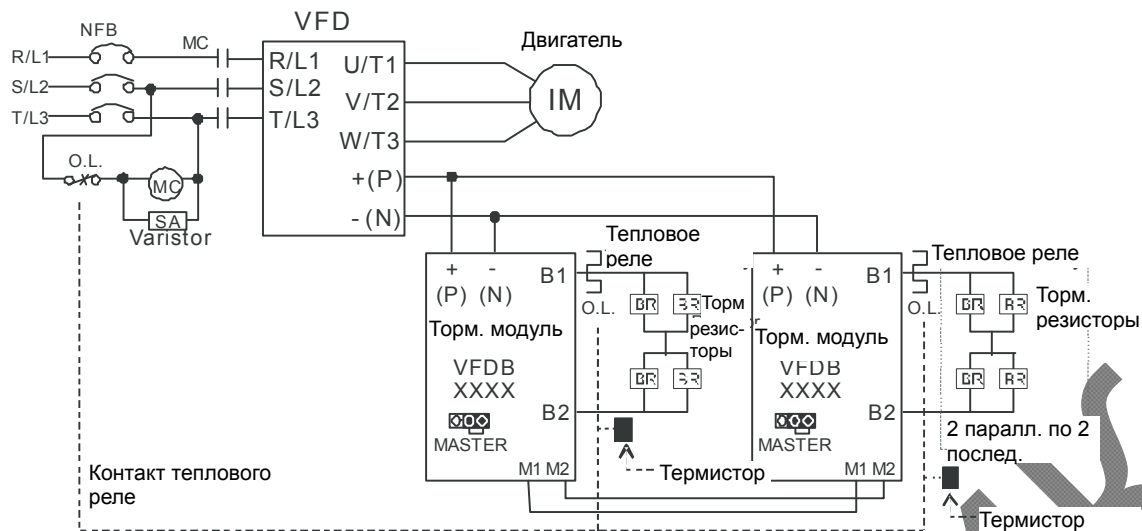 VFD
NFB
MC
R/L1
S/L2
T/L3
R/L1
S/L2
T/L3
U/T1
V/T2
W/T3
+(P)
-(N)
Двигатель
IM
O.L.
MC
SA
Varistor
+ -
(P) (N)
B1
Торм. модуль
VFDB
XXXX
B2
MASTER
M1 M2
Тепловое
реле
O.L.
BR BR
BR BR
Торм
резис-
торы
Термистор
+ -
(P) (N)
B1
Торм. модуль
VFDB
XXXX
B2
MASTER
M1 M2
Тепловое реле
O.L.
BR BR
BR BR
Торм.
резисторы
2 паралл. по 2
послед.
Термистор
Контакт теплового
реле